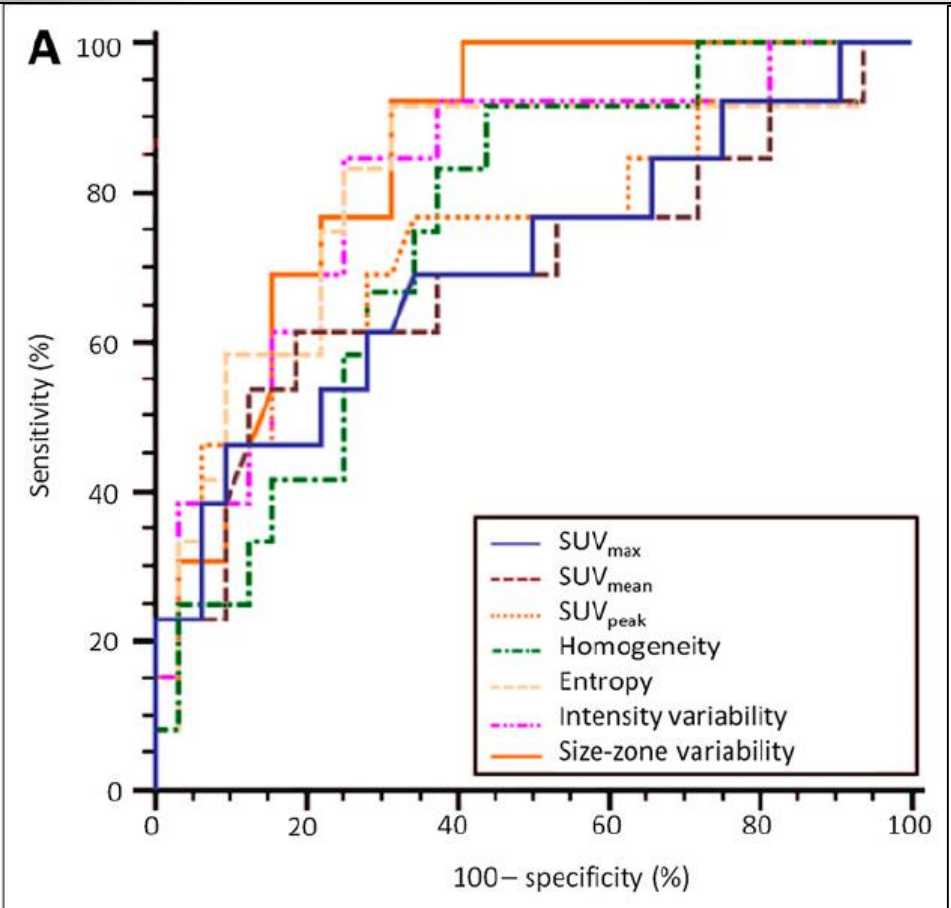 A
100
80
60
40
20
0
Sensitivity (%)
SUVmax
SUVmean
SUVpeak
Homogeneity
Entropy
Intensity variability
Size-zone variability
0 20 40 60 80 100
100– specificity (%)